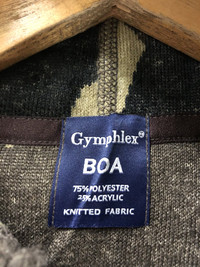 Gymphlex®
BOA
75%POLYESTER
25%ACRYLIC
KNITTED FABRIC